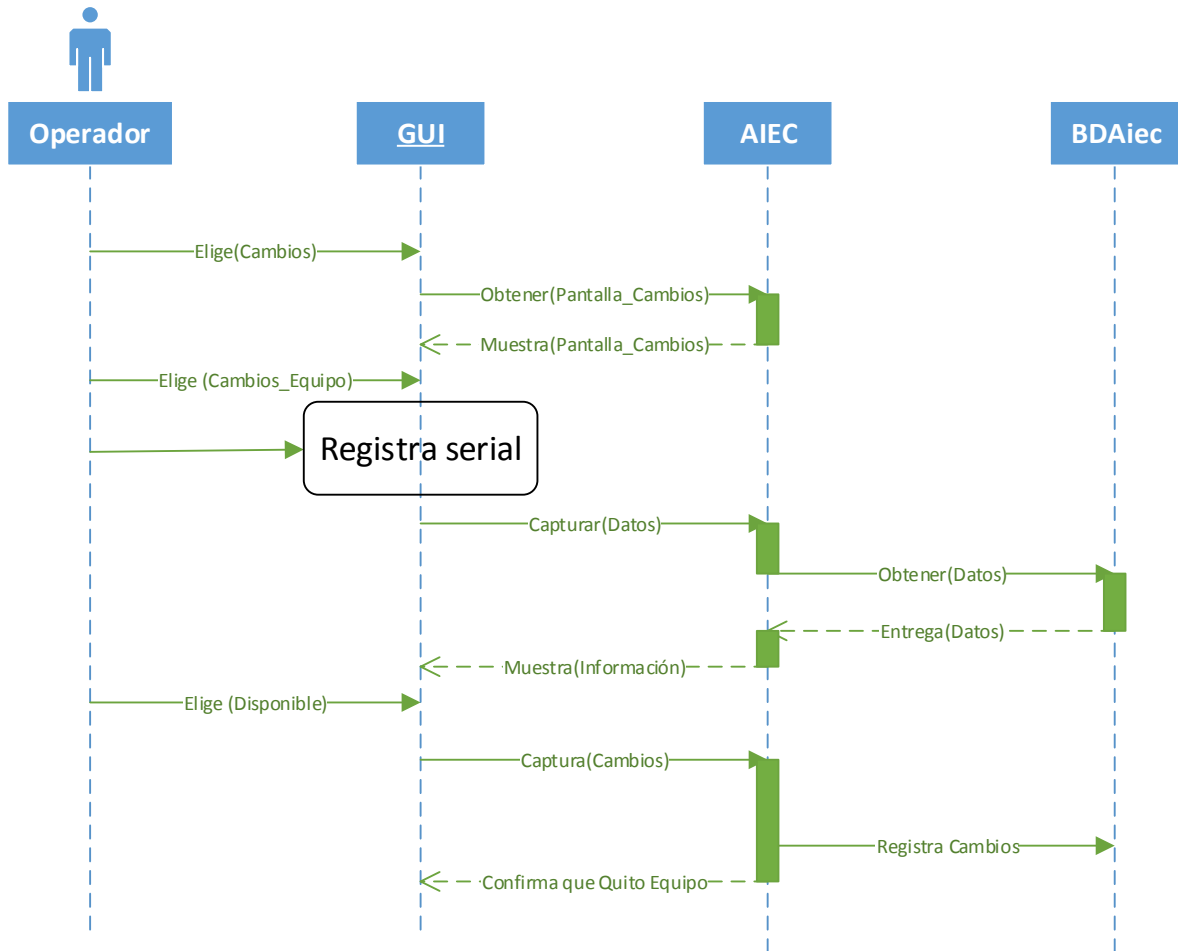 Operador
GUI
AIEC
BDAiec
Elige(Cambios)
Obtener(Pantalla_Cambios)
Muestra(Pantalla_Cambios)
Elige (Cambios_Equipo)
Registra serial
Capturar(Datos)
Obtener(Datos)
Entrega(Datos)
Muestra(Información)
Elige (Disponible)
Captura(Cambios)
Registra Cambios
Confirma que Quito Equipo